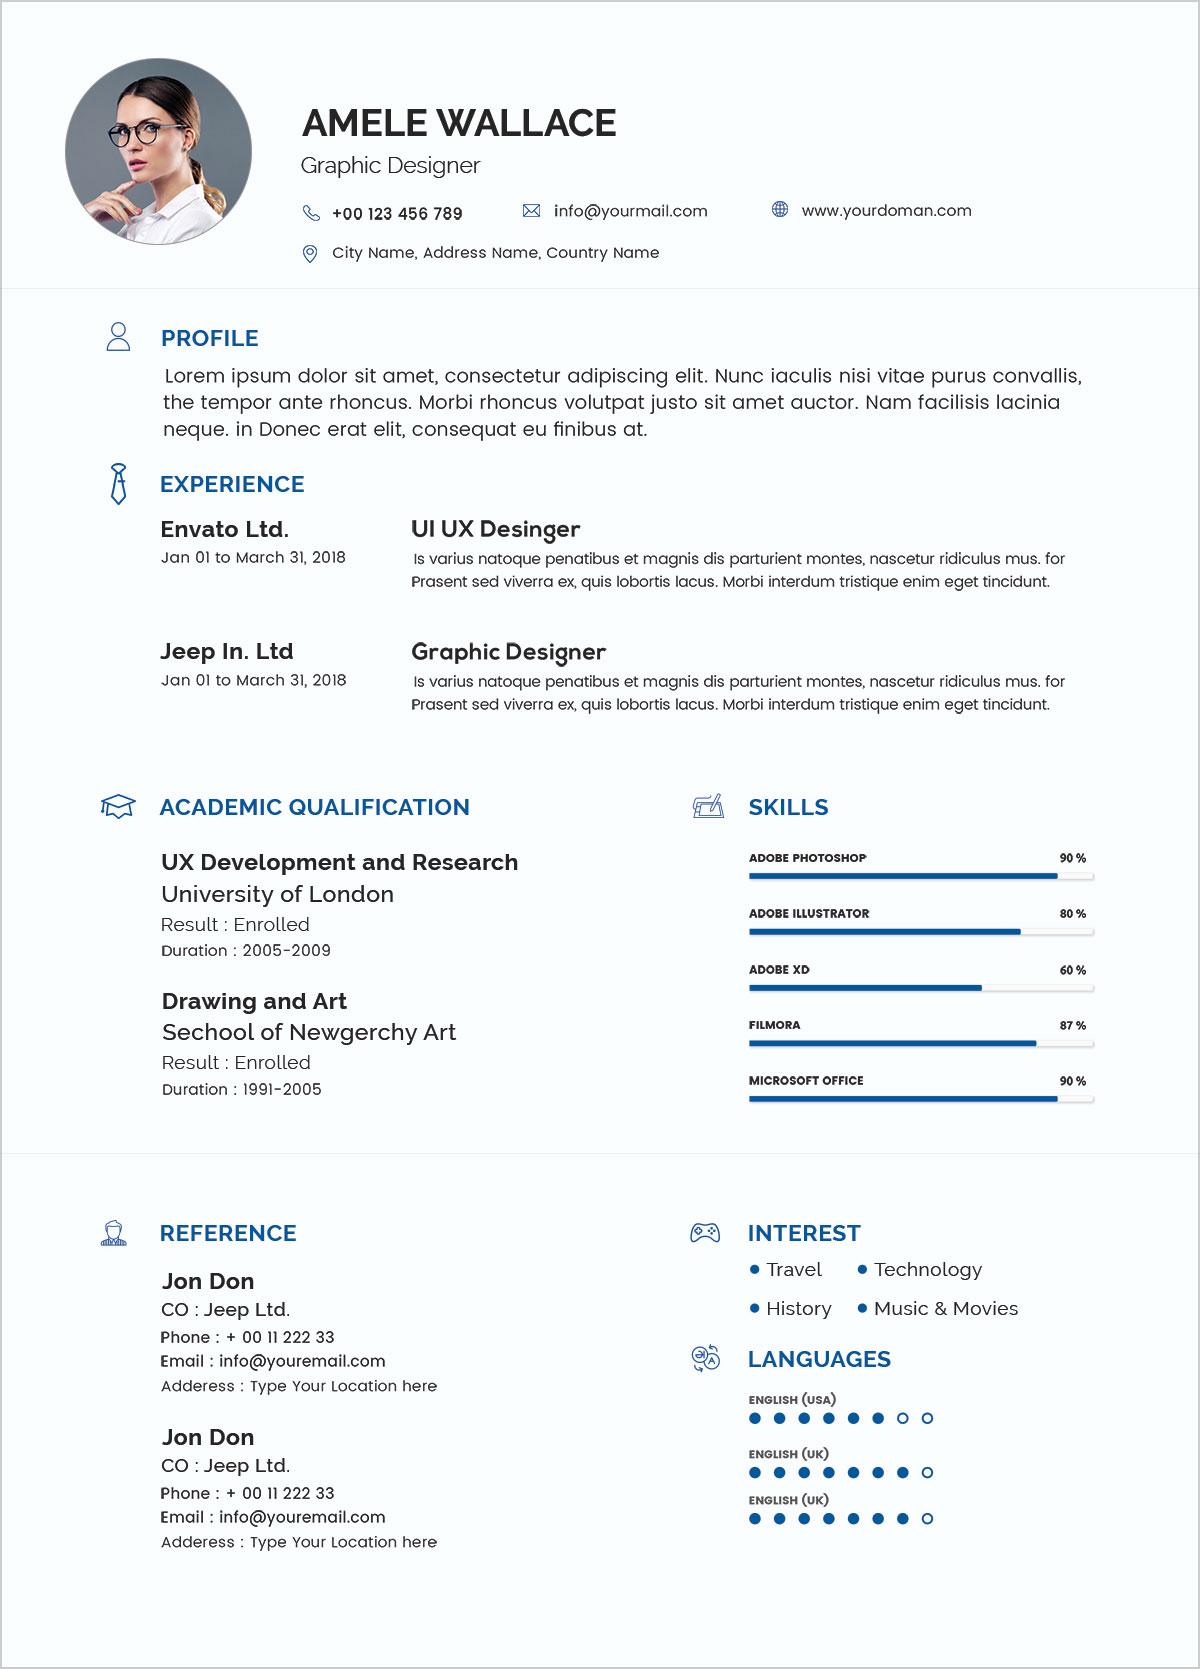 AMELE WALLACE
Graphic Designer
+00 123 456 789
info@yourmail.com
www.yourdoman.com
City Name, Address Name, Country Name
PROFILE
Lorem ipsum dolor sit amet, consectetur adipiscing elit. Nunc iaculis nisi vitae purus convallis,
the tempor ante rhoncus. Morbi rhoncus volutpat justo sit amet auctor. Nam facilisis lacinia
neque. in Donec erat elit, consequat eu finibus at.
EXPERIENCE
Envato Ltd.
Jan 01 to March 31, 2018
UI UX Desinger
Is varius natoque penatibus et magnis dis parturient montes, nascetur ridiculus mus. for
Prasent sed viverra ex, quis lobortis lacus. Morbi interdum tristique enim eget tincidunt.
Jeep In. Ltd
Jan 01 to March 31, 2018
Graphic Designer
Is varius natoque penatibus et magnis dis parturient montes, nascetur ridiculus mus. for
Prasent sed viverra ex, quis lobortis lacus. Morbi interdum tristique enim eget tincidunt.
ACADEMIC QUALIFICATION
UX Development and Research
University of London
Result : Enrolled
Duration : 2005-2009
Drawing and Art
Sechool of Newgerchy Art
Result : Enrolled
Duration : 1991-2005
SKILLS
ADOBE PHOTOSHOP 90 %
ADOBE ILLUSTRATOR 80 %
ADOBE XD 60 %
FILMORA 87 %
MICROSOFT OFFICE 90 %
REFERENCE
Jon Don
CO : Jeep Ltd.
Phone : + 00 11 222 33
Email : info@youremail.com
Adderess : Type Your Location here
Jon Don
CO : Jeep Ltd.
Phone : + 00 11 222 33
Email : info@youremail.com
Adderess : Type Your Location here
INTEREST
Travel
Technology
History
Music & Movies
LANGUAGES
ENGLISH (USA)
ENGLISH (UK)
ENGLISH (UK)